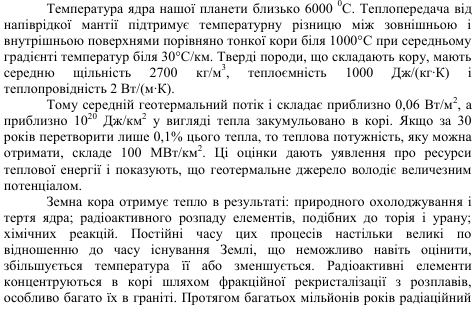 Температура ядра нашої планети близько 6000 ⁰С. Теплопередача від
напіврідкої мантії підтримує температурну різницю між зовнішньою і
внутрішньою поверхнями порівняно тонкої кори біля 1000°С при середньому
градієнті температур біля 30°С/км. Тверді породи, що складають кору, мають
середню щільність 2700 кг/м³, теплоємність 1000 Дж/(кг·К) і
теплопровідність 2 Вт/(м·К).
Тому середній геотермальний потік і складає приблизно 0,06 Вт/м², а
приблизно 10²⁰ Дж/км² у вигляді тепла закумульовано в корі. Якщо за 30
років перетворити лише 0,1% цього тепла, то теплова потужність, яку можна
отримати, складе 100 МВт/км². Ці оцінки дають уявлення про ресурси
теплової енергії і показують, що геотермальне джерело володіє величезним
потенціалом.
Земна кора отримує тепло в результаті: природного охолоджування і
тертя ядра; радіоактивного розпаду елементів, подібних до торія і урану;
хімічних реакцій. Постійні часу цих процесів настільки великі по
відношенню до часу існування Землі, що неможливо навіть оцінити,
збільшується температура її або зменшується. Радіоактивні елементи
концентруються в корі шляхом фракційної рекристалізації з розплавів,
особливо багато їх в граніті. Протягом багатьох мільйонів років радіаційний